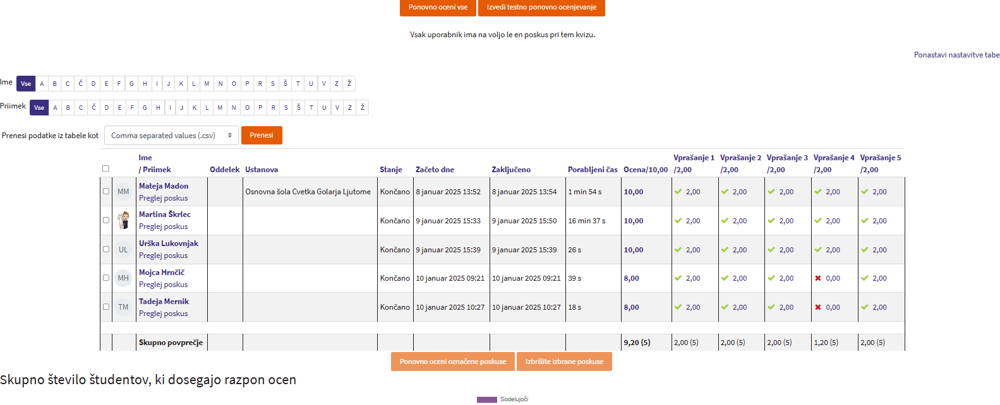 Ponovno oceni vse Izvedi testno ponovno ocenjevanje
Vsak uporabnik ima na voljo le en poskus pri tem kvizu.
Ponastavi nastavitve tabe
Ime Vse A B C Č D E F G H I J K L M N O P R S Š T U V Z Ž
Priimek Vse A B C Č D E F G H I J K L M N O P R S Š T U V Z Ž
Prenesi podatke iz tabele kot Comma separated values (.csv) Prenesi
Ime / Priimek Oddelek Ustanova Stanje Začeto dne Zaključeno Porabljeni čas Ocena/10,00 Vprašanje 1 /2,00 Vprašanje 2 /2,00 Vprašanje 3 /2,00 Vprašanje 4 /2,00 Vprašanje 5 /2,00
MM Mateja Madon Osnovna šola Cvetka Golarja Ljutome Končano 8 januar 2025 13:52 8 januar 2025 13:54 1 min 54 s 10,00 2,00 2,00 2,00 2,00 2,00
Preglej poskus
Martina Škrlec Končano 9 januar 2025 15:33 9 januar 2025 15:50 16 min 37 s 10,00 2,00 2,00 2,00 2,00 2,00
Preglej poskus
UL Urška Lukovnjak Končano 9 januar 2025 15:39 9 januar 2025 15:39 26 s 10,00 2,00 2,00 2,00 2,00 2,00
Preglej poskus
MH Mojca Hrnčič Končano 10 januar 2025 09:21 10 januar 2025 09:21 39 s 8,00 2,00 2,00 2,00 0,00 2,00
Preglej poskus
TM Tadeja Mernik Končano 10 januar 2025 10:27 10 januar 2025 10:27 18 s 8,00 2,00 2,00 2,00 0,00 2,00
Preglej poskus
Skupno povprečje 9,20 (5) 2,00 (5) 2,00 (5) 2,00 (5) 1,20 (5) 2,00 (5)
Ponovno oceni označene poskuse Izbrišite izbrane poskuse
Skupno število študentov, ki dosegajo razpon ocen
Sodelujoči